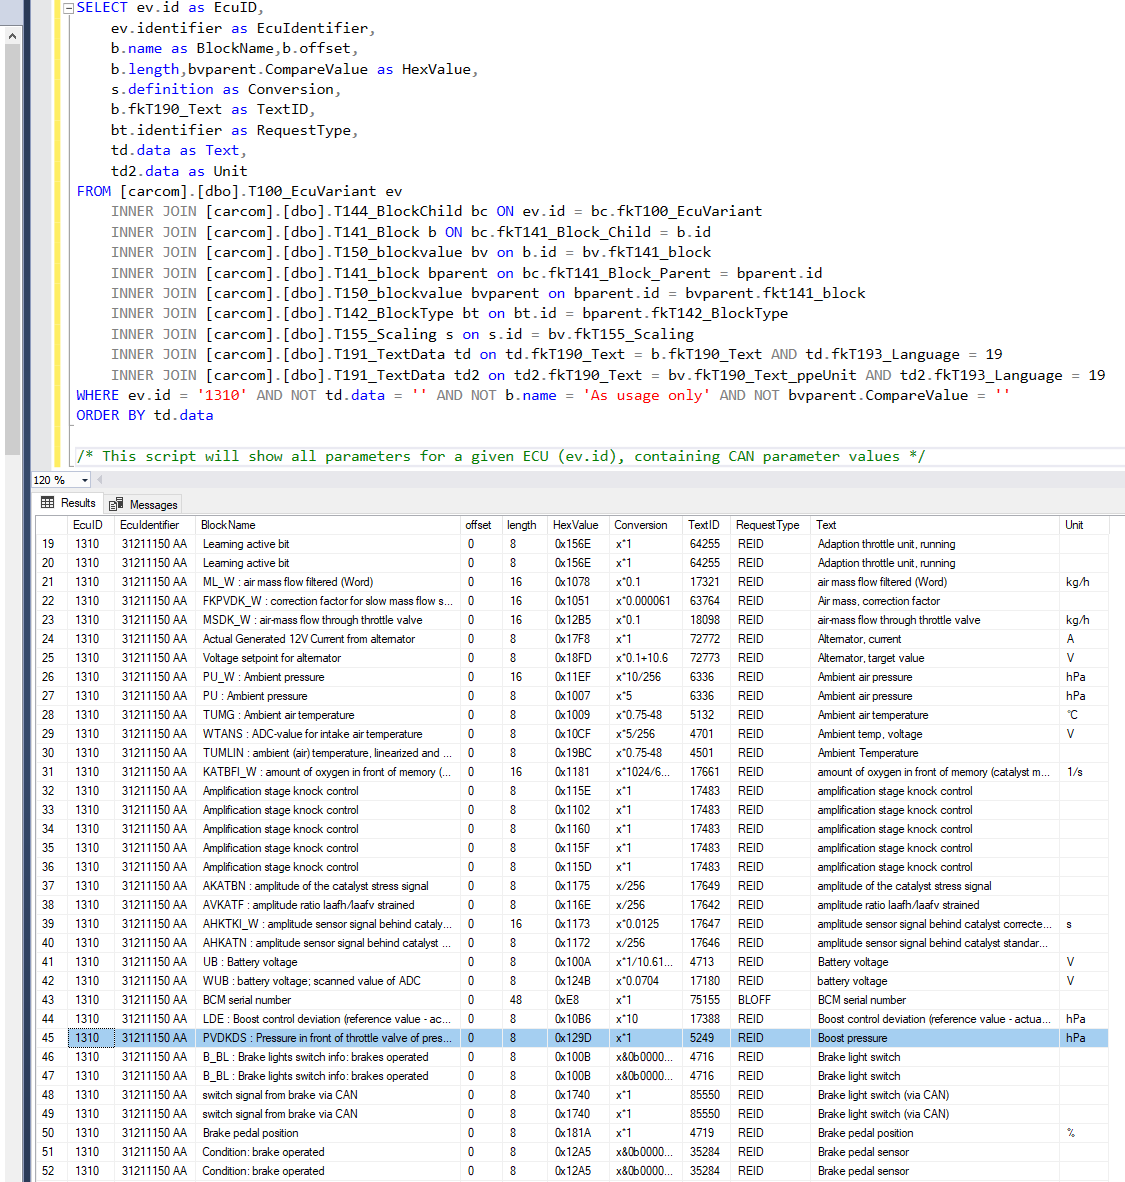 SELECT ev.id as EcuID,
ev.identifier as EcuIdentifier,
b.name as BlockName,b.offset,
b.length,bvparent.CompareValue as HexValue,
s.definition as Conversion,
b.fkT190_Text as TextID,
bt.identifier as RequestType,
td.data as Text,
td2.data as Unit
FROM [carcom].[dbo].T100_EcuVariant ev
INNER JOIN [carcom].[dbo].T144_BlockChild bc ON ev.id = bc.fkT100_EcuVariant
INNER JOIN [carcom].[dbo].T141_Block b ON bc.fkT141_Block_Child = b.id
INNER JOIN [carcom].[dbo].T150_blockvalue bv on b.id = bv.fkT141_block
INNER JOIN [carcom].[dbo].T141_block bparent on bc.fkT141_Block_Parent = bparent.id
INNER JOIN [carcom].[dbo].T150_blockvalue bvparent on bparent.id = bvparent.fkt141_block
INNER JOIN [carcom].[dbo].T142_BlockType bt on bt.id = bparent.fkT142_BlockType
INNER JOIN [carcom].[dbo].T155_Scaling s on s.id = bv.fkT155_Scaling
INNER JOIN [carcom].[dbo].T191_TextData td on td.fkT190_Text = b.fkT190_Text AND td.fkT193_Language = 19
INNER JOIN [carcom].[dbo].T191_TextData td2 on td2.fkT190_Text = bv.fkT190_Text_ppeUnit AND td2.fkT193_Language = 19
WHERE ev.id = '1310' AND NOT td.data = '' AND NOT b.name = 'As usage only' AND NOT bvparent.CompareValue = ''
ORDER BY td.data
/* This script will show all parameters for a given ECU (ev.id), containing CAN parameter values */
120 %
Results Messages
EcuID EcuIdentifier BlockName offset length HexValue Conversion TextID RequestType Text Unit
19 1310 31211150 AA Learning active bit 0 8 0x156E x*1 64255 REID Adaption throttle unit, running
20 1310 31211150 AA Learning active bit 0 8 0x156E x*1 64255 REID Adaption throttle unit, running
21 1310 31211150 AA ML_W : air mass flow filtered (Word) 0 16 0x1078 x*0.1 17321 REID air mass flow filtered (Word) kg/h
22 1310 31211150 AA FKPVDK_W : correction factor for slow mass flow s... 0 16 0x1051 x*0.000061 63764 REID Air mass, correction factor
23 1310 31211150 AA MSDK_W : air-mass flow through throttle valve 0 16 0x12B5 x*0.1 18098 REID air-mass flow through throttle valve kg/h
24 1310 31211150 AA Actual Generated 12V Current from alternator 0 8 0x17F8 x*1 72772 REID Alternator, current A
25 1310 31211150 AA Voltage setpoint for alternator 0 8 0x18FD x*0.1+10.6 72773 REID Alternator, target value V
26 1310 31211150 AA PU_W : Ambient pressure 0 16 0x11EF x*10/256 6336 REID Ambient air pressure hPa
27 1310 31211150 AA PU : Ambient pressure 0 8 0x1007 x*5 6336 REID Ambient air pressure hPa
28 1310 31211150 AA TUMG : Ambient air temperature 0 8 0x1009 x*0.75-48 5132 REID Ambient air temperature °C
29 1310 31211150 AA WTANS : ADC-value for intake air temperature 0 8 0x10CF x*5/256 4701 REID Ambient temp, voltage V
30 1310 31211150 AA TUMLIN : ambient (air) temperature, linearized and ... 0 8 0x19BC x*0.75-48 4501 REID Ambient Temperature
31 1310 31211150 AA KATBFI_W : amount of oxygen in front of memory (... 0 16 0x1181 x*1024/6... 17661 REID amount of oxygen in front of memory (catalyst m... 1/s
32 1310 31211150 AA Amplification stage knock control 0 8 0x115E x*1 17483 REID amplification stage knock control
33 1310 31211150 AA Amplification stage knock control 0 8 0x1102 x*1 17483 REID amplification stage knock control
34 1310 31211150 AA Amplification stage knock control 0 8 0x1160 x*1 17483 REID amplification stage knock control
35 1310 31211150 AA Amplification stage knock control 0 8 0x115F x*1 17483 REID amplification stage knock control
36 1310 31211150 AA Amplification stage knock control 0 8 0x115D x*1 17483 REID amplification stage knock control
37 1310 31211150 AA AKATBN : amplitude of the catalyst stress signal 0 8 0x1175 x/256 17649 REID amplitude of the catalyst stress signal
38 1310 31211150 AA AVKATF : amplitude ratio laafh/laafv strained 0 8 0x116E x/256 17642 REID amplitude ratio laafh/laafv strained
39 1310 31211150 AA AHKTKI_W : amplitude sensor signal behind cataly... 0 16 0x1173 x*0.0125 17647 REID amplitude sensor signal behind catalyst correcte... s
40 1310 31211150 AA AHKATN : amplitude sensor signal behind catalyst ... 0 8 0x1172 x/256 17646 REID amplitude sensor signal behind catalyst standar...
41 1310 31211150 AA UB : Battery voltage 0 8 0x100A x*1/10.61... 4713 REID Battery voltage V
42 1310 31211150 AA WUB : battery voltage; scanned value of ADC 0 8 0x124B x*0.0704 17180 REID battery voltage V
43 1310 31211150 AA BCM serial number 0 48 0xE8 x*1 75155 BLOFF BCM serial number
44 1310 31211150 AA LDE : Boost control deviation (reference value - ac... 0 8 0x10B6 x*10 17388 REID Boost control deviation (reference value - actua... hPa
45 1310 31211150 AA PVDKDS : Pressure in front of throttle valve of pres... 0 8 0x129D x*1 5249 REID Boost pressure hPa
46 1310 31211150 AA B_BL : Brake lights switch info: brakes operated 0 8 0x100B x&0b0000... 4716 REID Brake light switch
47 1310 31211150 AA B_BL : Brake lights switch info: brakes operated 0 8 0x100B x&0b0000... 4716 REID Brake light switch
48 1310 31211150 AA switch signal from brake via CAN 0 8 0x1740 x*1 85550 REID Brake light switch (via CAN)
49 1310 31211150 AA switch signal from brake via CAN 0 8 0x1740 x*1 85550 REID Brake light switch (via CAN)
50 1310 31211150 AA Brake pedal position 0 8 0x181A x*1 4719 REID Brake pedal position %
51 1310 31211150 AA Condition: brake operated 0 8 0x12A5 x&0b0000... 35284 REID Brake pedal sensor
52 1310 31211150 AA Condition: brake operated 0 8 0x12A5 x&0b0000... 35284 REID Brake pedal sensor